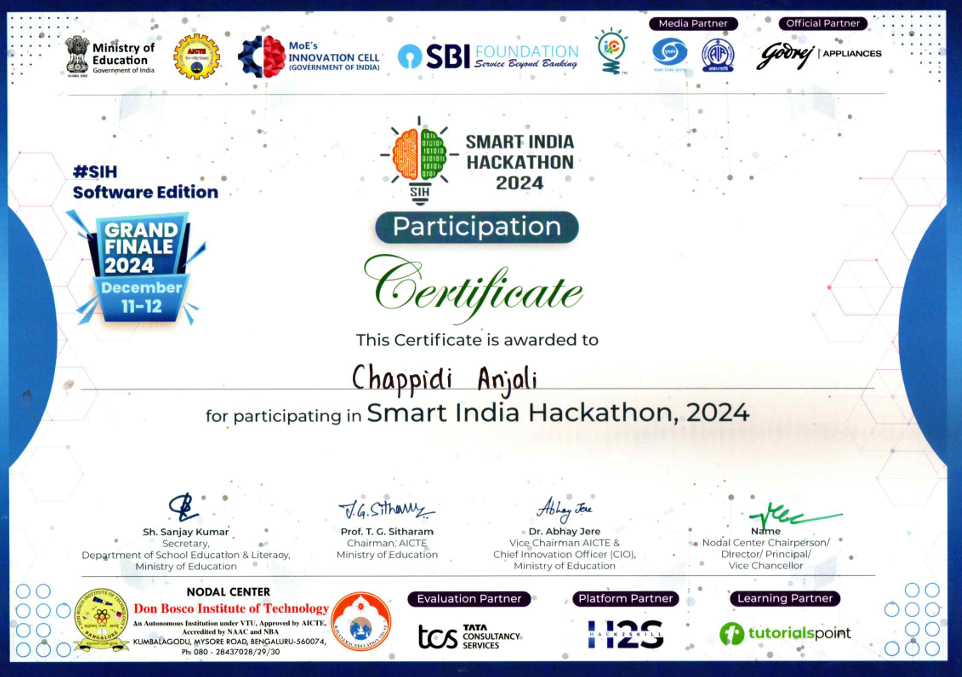 Media Partner
Official Partner
Ministry of
Education
Government of India
AICTE
MoE's
INNOVATION CELL
(GOVERNMENT OF INDIA)
SBI FOUNDATION
Service Beyond Banking
Godrej | APPLIANCES
#SIH
Software Edition
GRAND
FINALE
2024
December
11-12
SMART INDIA
HACKATHON
2024
SIH
Participation
Certificate
This Certificate is awarded to
Chappidi Anjali
for participating in Smart India Hackathon, 2024
T.G.Sitharam
Abhay Jere
Sh. Sanjay Kumar
Secretary,
Department of School Education & Literacy,
Ministry of Education
Prof. T. G. Sitharam
Chairman, AICTE
Ministry of Education
Dr. Abhay Jere
Vice Chairman AICTE &
Chief Innovation Officer (CIO),
Ministry of Education
Name
Nodal Center Chairperson/
Director/ Principal/
Vice Chancellor
NODAL CENTER
Don Bosco Institute of Technology
An Autonomous Institution under VTU, Approved by AICTE,
Accredited by NAAC and NBA
KUMBALAGODU, MYSORE ROAD, BENGALURU-560074,
Ph: 080 - 28437028/29/30
BANGALORE
Evaluation Partner
tcs TATA
CONSULTANCY
SERVICES
Platform Partner
H2S
HACK2SKILL
Learning Partner
tutorialspoint